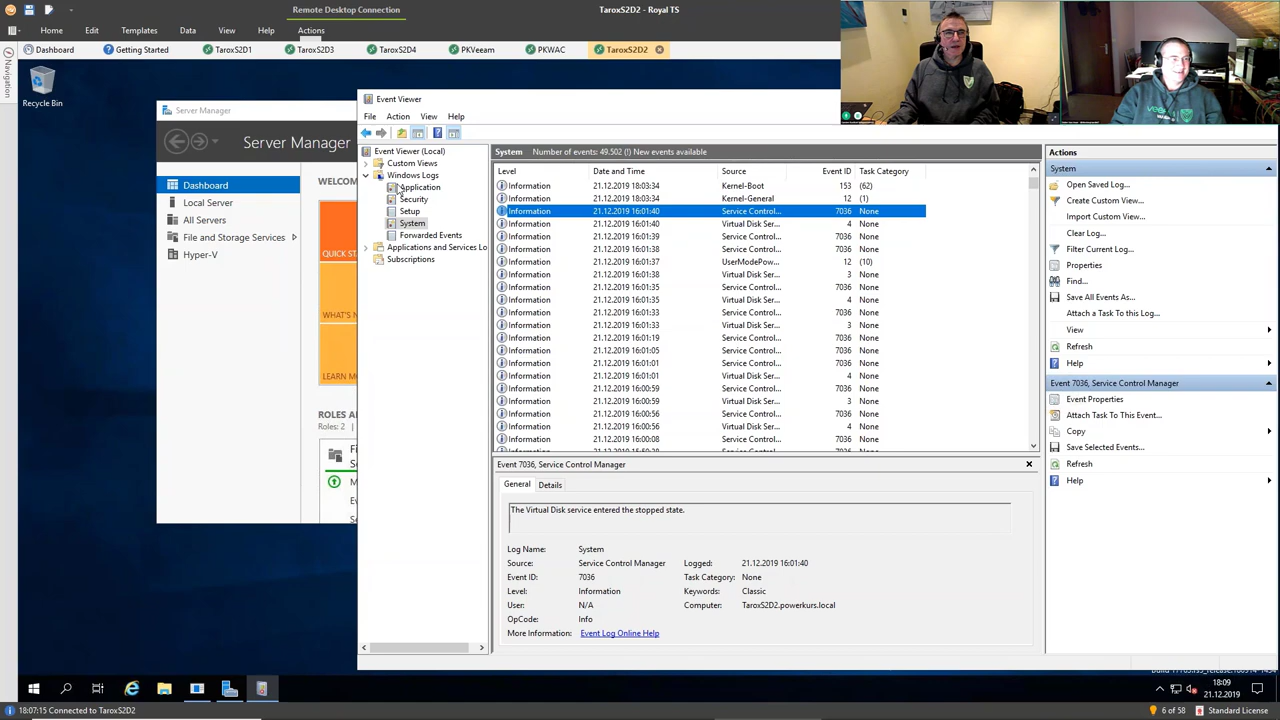 Remote Desktop Connection
TaroxS2D2 - Royal TS
Home Edit Templates Data View Help Actions
Dashboard Getting Started TaroxS2D1 TaroxS2D3 TaroxS2D4 PKVeeam PKWAC TaroxS2D2
Navigation
Recycle Bin
Server Manager
Server Manager
Dashboard
Local Server
All Servers
File and Storage Services
Hyper-V
WELCO
QUICK ST
WHAT'S N
LEARN M
ROLES A
Roles: 2 |
Fi
S
M
Ev
Event Viewer
File Action View Help
Event Viewer (Local)
Custom Views
Windows Logs
Application
Security
Setup
System
Forwarded Events
Applications and Services Lo
Subscriptions
System Number of events: 49.502 (!) New events available
Level Date and Time Source Event ID Task Category
Information 21.12.2019 18:03:34 Kernel-Boot 153 (62)
Information 21.12.2019 18:03:34 Kernel-General 12 (1)
Information 21.12.2019 16:01:40 Service Control... 7036 None
Information 21.12.2019 16:01:40 Virtual Disk Ser... 4 None
Information 21.12.2019 16:01:39 Service Control... 7036 None
Information 21.12.2019 16:01:38 Service Control... 7036 None
Information 21.12.2019 16:01:37 UserModePow... 12 (10)
Information 21.12.2019 16:01:38 Virtual Disk Ser... 3 None
Information 21.12.2019 16:01:35 Service Control... 7036 None
Information 21.12.2019 16:01:35 Virtual Disk Ser... 4 None
Information 21.12.2019 16:01:33 Service Control... 7036 None
Information 21.12.2019 16:01:33 Virtual Disk Ser... 3 None
Information 21.12.2019 16:01:19 Service Control... 7036 None
Information 21.12.2019 16:01:05 Service Control... 7036 None
Information 21.12.2019 16:01:01 Service Control... 7036 None
Information 21.12.2019 16:01:01 Virtual Disk Ser... 4 None
Information 21.12.2019 16:00:59 Service Control... 7036 None
Information 21.12.2019 16:00:59 Virtual Disk Ser... 3 None
Information 21.12.2019 16:00:56 Service Control... 7036 None
Information 21.12.2019 16:00:56 Virtual Disk Ser... 4 None
Information 21.12.2019 16:00:08 Service Control... 7036 None
Event 7036, Service Control Manager
General Details
The Virtual Disk service entered the stopped state.
Log Name: System
Source: Service Control Manager Logged: 21.12.2019 16:01:40
Event ID: 7036 Task Category: None
Level: Information Keywords: Classic
User: N/A Computer: TaroxS2D2.powerkurs.local
OpCode: Info
More Information: Event Log Online Help
Actions
System
Open Saved Log...
Create Custom View...
Import Custom View...
Clear Log...
Filter Current Log...
Properties
Find...
Save All Events As...
Attach a Task To this Log...
View
Refresh
Help
Event 7036, Service Control Manager
Event Properties
Attach Task To This Event...
Copy
Save Selected Events...
Refresh
Help
18:09
21.12.2019
18:07:15 Connected to TaroxS2D2
6 of 58 Standard License